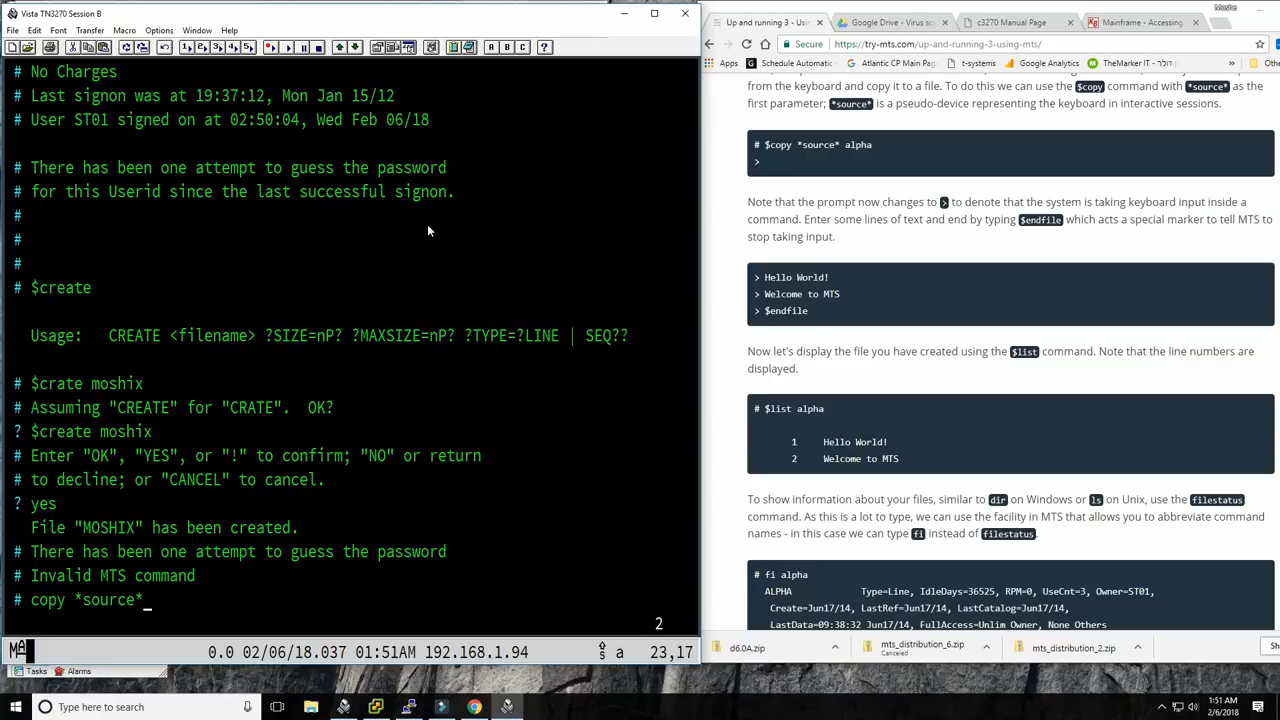 Vista TN3270 Session B
File Edit Font Transfer Macro Options Window Help
# No Charges
# Last signon was at 19:37:12, Mon Jan 15/12
# User ST01 signed on at 02:50:04, Wed Feb 06/18
# There has been one attempt to guess the password
# for this Userid since the last successful signon.
#
#
#
# $create
Usage: CREATE <filename> ?SIZE=nP? ?MAXSIZE=nP? ?TYPE=?LINE | SEQ??
# $crate moshix
# Assuming "CREATE" for "CRATE". OK?
? $create moshix
# Enter "OK", "YES", or "!" to confirm; "NO" or return
# to decline; or "CANCEL" to cancel.
? yes
File "MOSHIX" has been created.
# There has been one attempt to guess the password
# Invalid MTS command
# copy *source*_
2
0.0 02/06/18.037 01:51AM 192.168.1.94 a 23,17
Tasks Alarms
Moshe
Up and running 3 - Usin
Google Drive - Virus sca
c3270 Manual Page
Mainframe - Accessing
Secure https://try-mts.com/up-and-running-3-using-mts/
Apps Schedule Automatic Atlantic CP Main Pag t-systems Google Analytics TheMarker IT - דולר » Oth
from the keyboard and copy it to a file. To do this we can use the $copy command with *source* as the
first parameter; *source* is a pseudo-device representing the keyboard in interactive sessions.
# $copy *source* alpha
>
Note that the prompt now changes to > to denote that the system is taking keyboard input inside a
command. Enter some lines of text and end by typing $endfile which acts a special marker to tell MTS to
stop taking input.
> Hello World!
> Welcome to MTS
> $endfile
Now let's display the file you have created using the $list command. Note that the line numbers are
displayed.
# $list alpha
1 Hello World!
2 Welcome to MTS
To show information about your files, similar to dir on Windows or ls on Unix, use the filestatus
command. As this is a lot to type, we can use the facility in MTS that allows you to abbreviate command
names - in this case we can type fi instead of filestatus.
# fi alpha
ALPHA Type=Line, IdleDays=36525, RPM=0, UseCnt=3, Owner=ST01,
Create=Jun17/14, LastRef=Jun17/14, LastCatalog=Jun17/14,
LastData=09:38:32 Jun17/14, FullAccess=Unlim Owner, None Others
d6.0A.zip
mts_distribution_6.zip
Canceled
mts_distribution_2.zip
Sh
Type here to search
1:51 AM
2/6/2018